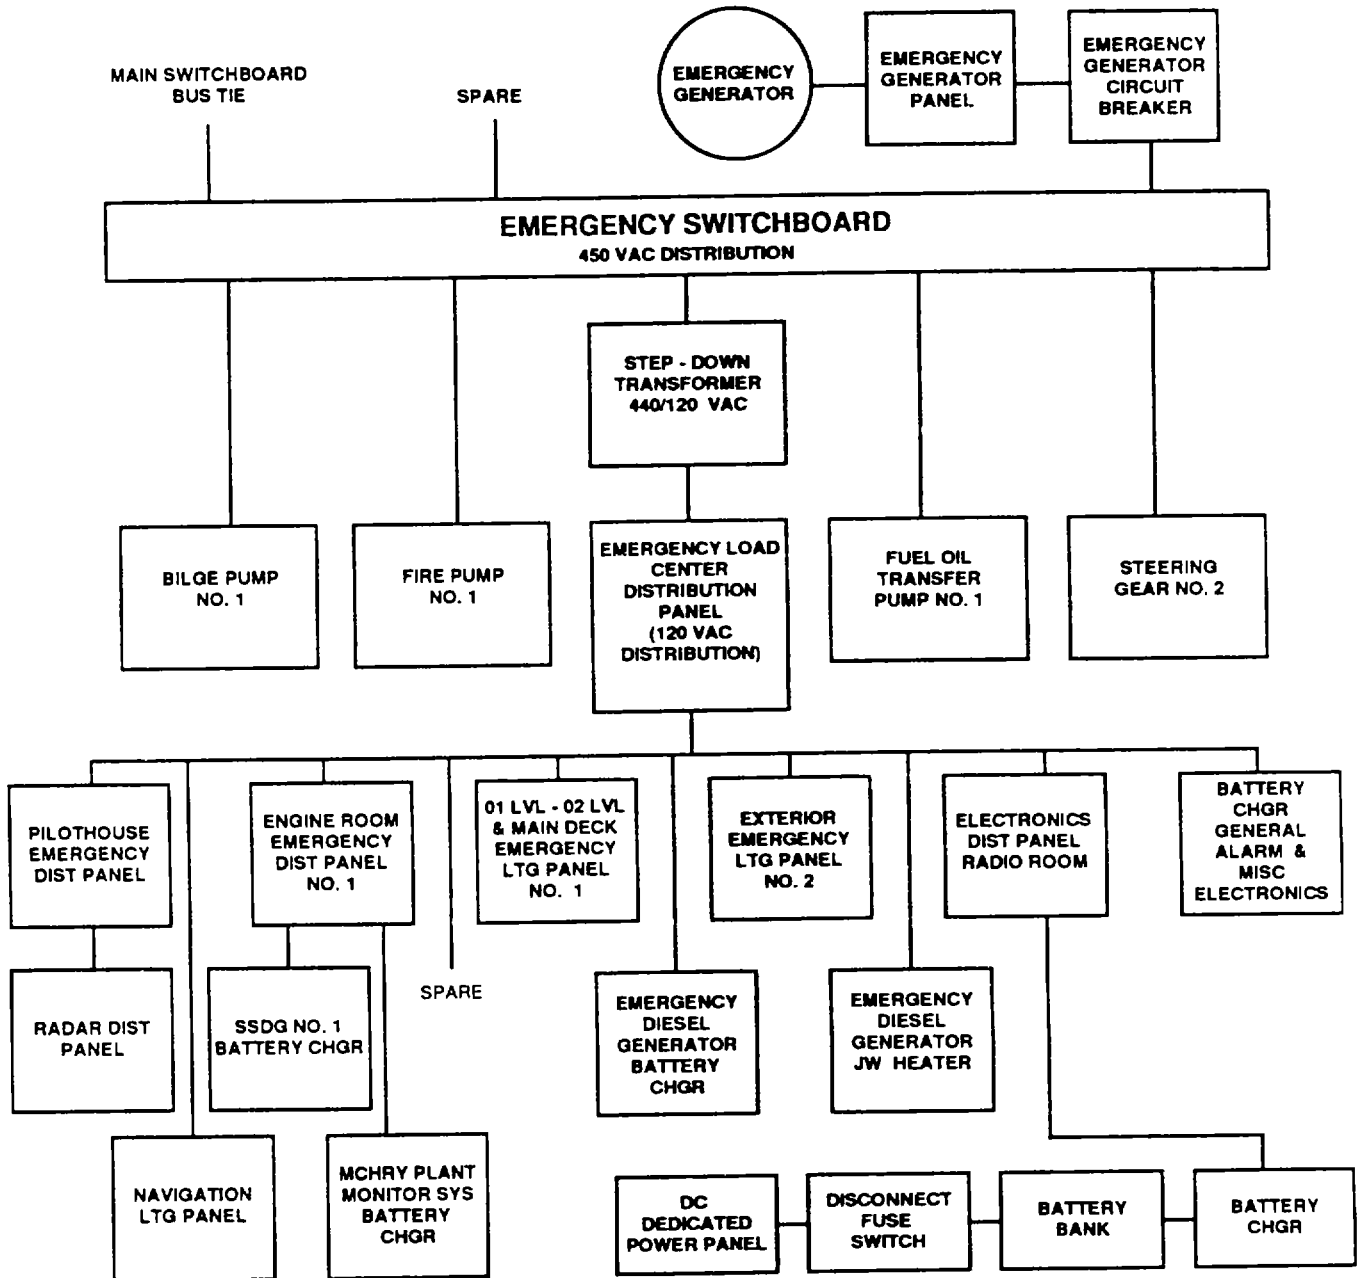 MAIN SWITCHBOARD
BUS TIE
SPARE
EMERGENCY
GENERATOR
EMERGENCY
GENERATOR
PANEL
EMERGENCY
GENERATOR
CIRCUIT
BREAKER
EMERGENCY SWITCHBOARD
450 VAC DISTRIBUTION
STEP - DOWN
TRANSFORMER
440/120 VAC
BILGE PUMP
NO. 1
FIRE PUMP
NO. 1
EMERGENCY LOAD
CENTER
DISTRIBUTION
PANEL
(120 VAC
DISTRIBUTION)
FUEL OIL
TRANSFER
PUMP NO. 1
STEERING
GEAR NO. 2
PILOTHOUSE
EMERGENCY
DIST PANEL
ENGINE ROOM
EMERGENCY
DIST PANEL
NO. 1
01 LVL - 02 LVL
& MAIN DECK
EMERGENCY
LTG PANEL
NO. 1
EXTERIOR
EMERGENCY
LTG PANEL
NO. 2
ELECTRONICS
DIST PANEL
RADIO ROOM
BATTERY
CHGR
GENERAL
ALARM &
MISC
ELECTRONICS
RADAR DIST
PANEL
SSDG NO. 1
BATTERY CHGR
SPARE
EMERGENCY
DIESEL
GENERATOR
BATTERY
CHGR
EMERGENCY
DIESEL
GENERATOR
JW HEATER
NAVIGATION
LTG PANEL
MCHRY PLANT
MONITOR SYS
BATTERY
CHGR
DC
DEDICATED
POWER PANEL
DISCONNECT
FUSE
SWITCH
BATTERY
BANK
BATTERY
CHGR